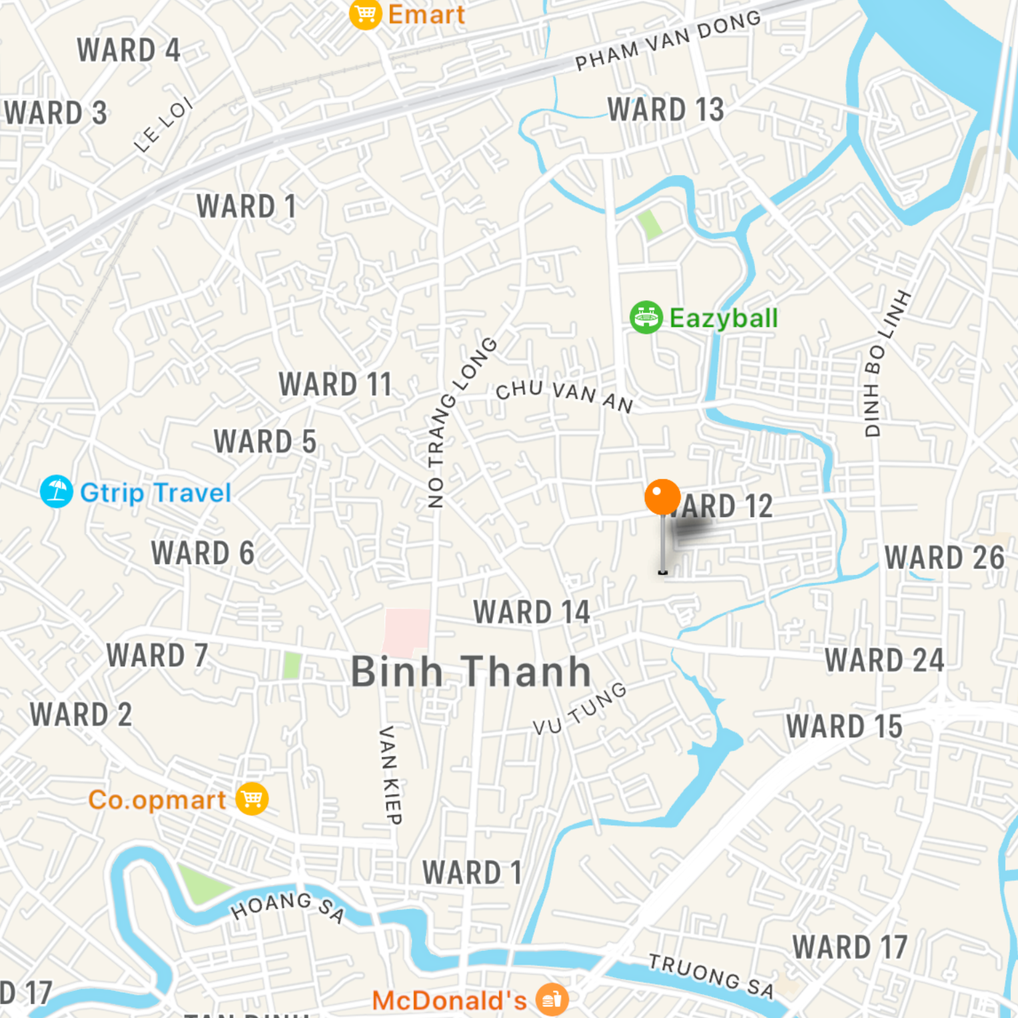 Emart
WARD 4
PHAM VAN DONG
WARD 3
LE LOI
WARD 13
WARD 1
Eazyball
DINH BO LINH
WARD 11
NO TRANG LONG
CHU VAN AN
WARD 5
Gtrip Travel
WARD 12
WARD 6
WARD 26
WARD 14
WARD 7
Binh Thanh
WARD 24
WARD 2
VU TUNG
WARD 15
VAN KIEP
Co.opmart
WARD 1
HOANG SA
WARD 17
TRUONG SA
D 17
McDonald's
TAN DINH